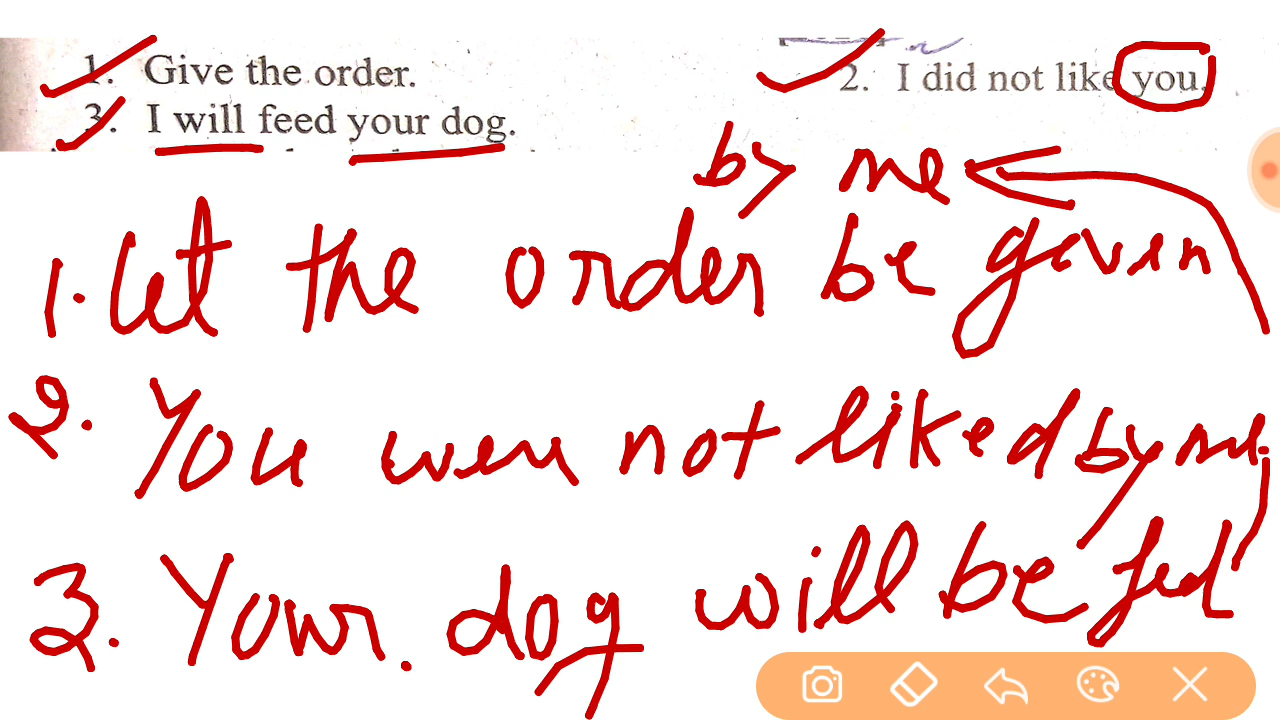 1. Give the order. 2. I did not like you.
3. I will feed your dog.
by me
1. Let the order be given
2. You were not liked by me.
3. Your dog will be fed